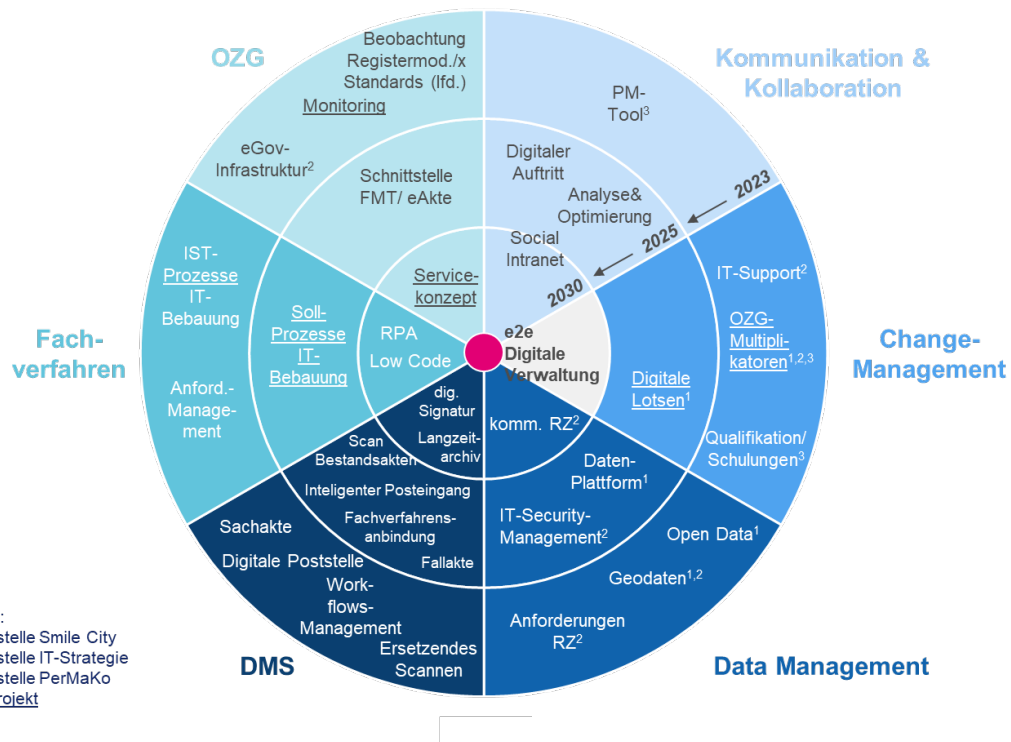 OZG
Beobachtung
Registermod./x
Standards (lfd.)
Monitoring
eGov-
Infrastruktur²
Schnittstelle
FMT/ eAkte
Service-
konzept
Kommunikation &
Kollaboration
PM-
Tool³
Digitaler
Auftritt
Analyse&
Optimierung
Social
Intranet
2023
2025
2030
Fach-
verfahren
IST-
Prozesse
IT-
Bebauung
Anford.-
Manage-
ment
Soll-
Prozesse
IT-
Bebauung
RPA
Low Code
e2e
Digitale
Verwaltung
Change-
Management
IT-Support²
OZG-
Multipli-
katoren¹,²,³
Digitale
Lotsen¹
Qualifikation/
Schulungen³
DMS
dig.
Signatur
Langzeit-
archiv
Scan
Bestandsakten
Inteligenter Posteingang
Fachverfahrens-
anbindung
Fallakte
Sachakte
Digitale Poststelle
Work-
flows-
Management
Ersetzendes
Scannen
Data Management
komm. RZ²
Daten-
Plattform¹
IT-Security-
Management²
Open Data¹
Geodaten¹,²
Anforderungen
RZ²
:
stelle Smile City
stelle IT-Strategie
stelle PerMaKo
rojekt